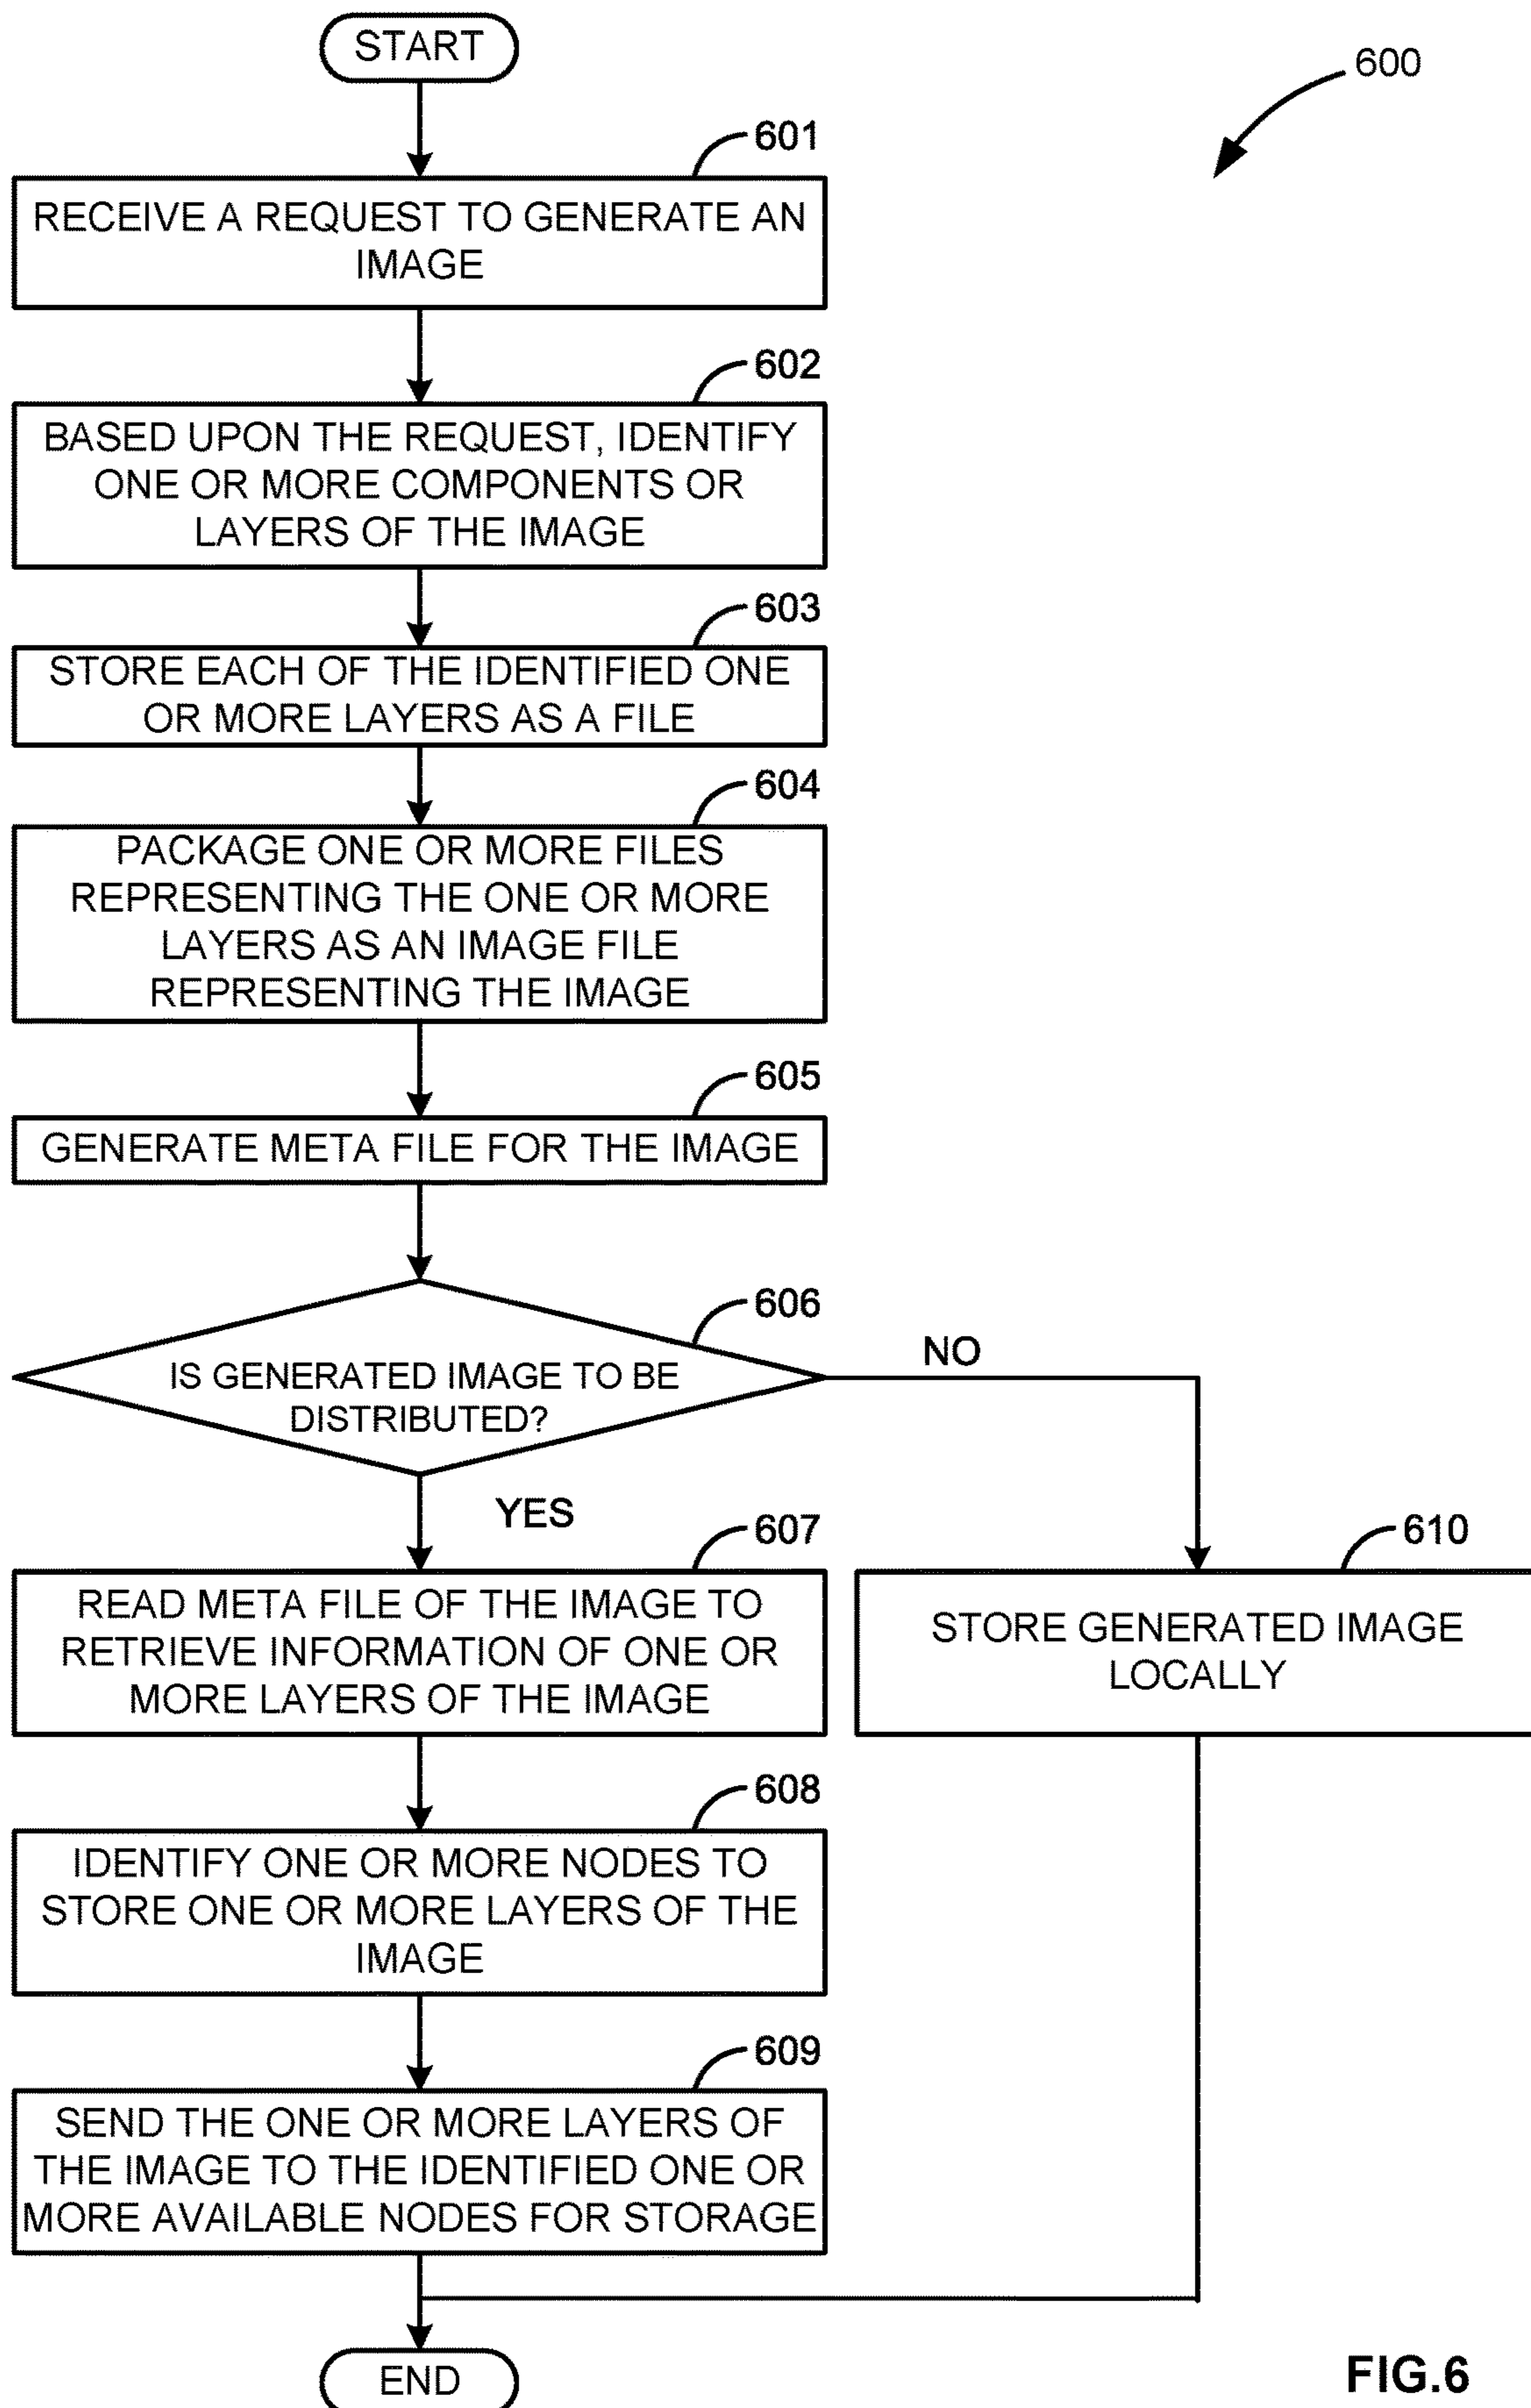 START
600
601
RECEIVE A REQUEST TO GENERATE AN
IMAGE
602
BASED UPON THE REQUEST, IDENTIFY
ONE OR MORE COMPONENTS OR
LAYERS OF THE IMAGE
603
STORE EACH OF THE IDENTIFIED ONE
OR MORE LAYERS AS A FILE
604
PACKAGE ONE OR MORE FILES
REPRESENTING THE ONE OR MORE
LAYERS AS AN IMAGE FILE
REPRESENTING THE IMAGE
605
GENERATE META FILE FOR THE IMAGE
606
IS GENERATED IMAGE TO BE
DISTRIBUTED?
NO
YES
607
READ META FILE OF THE IMAGE TO
RETRIEVE INFORMATION OF ONE OR
MORE LAYERS OF THE IMAGE
610
STORE GENERATED IMAGE
LOCALLY
608
IDENTIFY ONE OR MORE NODES TO
STORE ONE OR MORE LAYERS OF THE
IMAGE
609
SEND THE ONE OR MORE LAYERS OF
THE IMAGE TO THE IDENTIFIED ONE OR
MORE AVAILABLE NODES FOR STORAGE
END
FIG.6